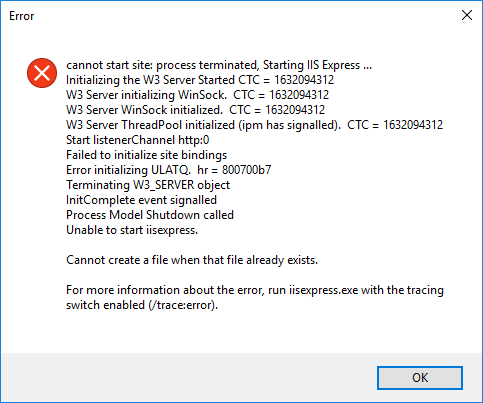 Error
cannot start site: process terminated, Starting IIS Express ...
Initializing the W3 Server Started CTC = 1632094312
W3 Server initializing WinSock.  CTC = 1632094312
W3 Server WinSock initialized.  CTC = 1632094312
W3 Server ThreadPool initialized (ipm has signalled).  CTC = 1632094312
Start listenerChannel http:0
Failed to initialize site bindings
Error initializing ULATQ.  hr = 800700b7
Terminating W3_SERVER object
InitComplete event signalled
Process Model Shutdown called
Unable to start iisexpress.
Cannot create a file when that file already exists.
For more information about the error, run iisexpress.exe with the tracing
switch enabled (/trace:error).
OK